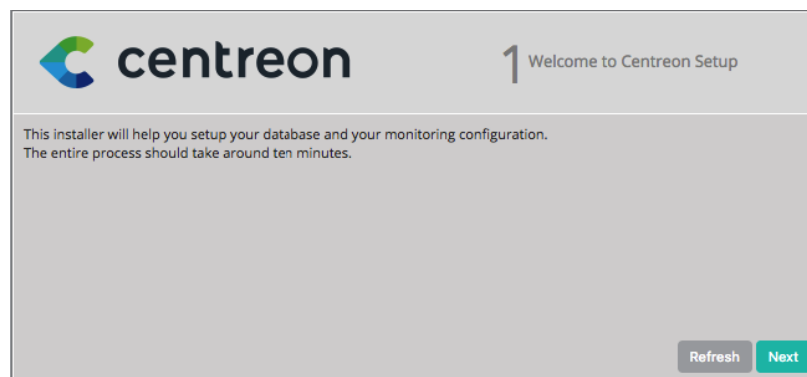 centreon
1 Welcome to Centreon Setup
This installer will help you setup your database and your monitoring configuration.
The entire process should take around ten minutes.
Refresh Next